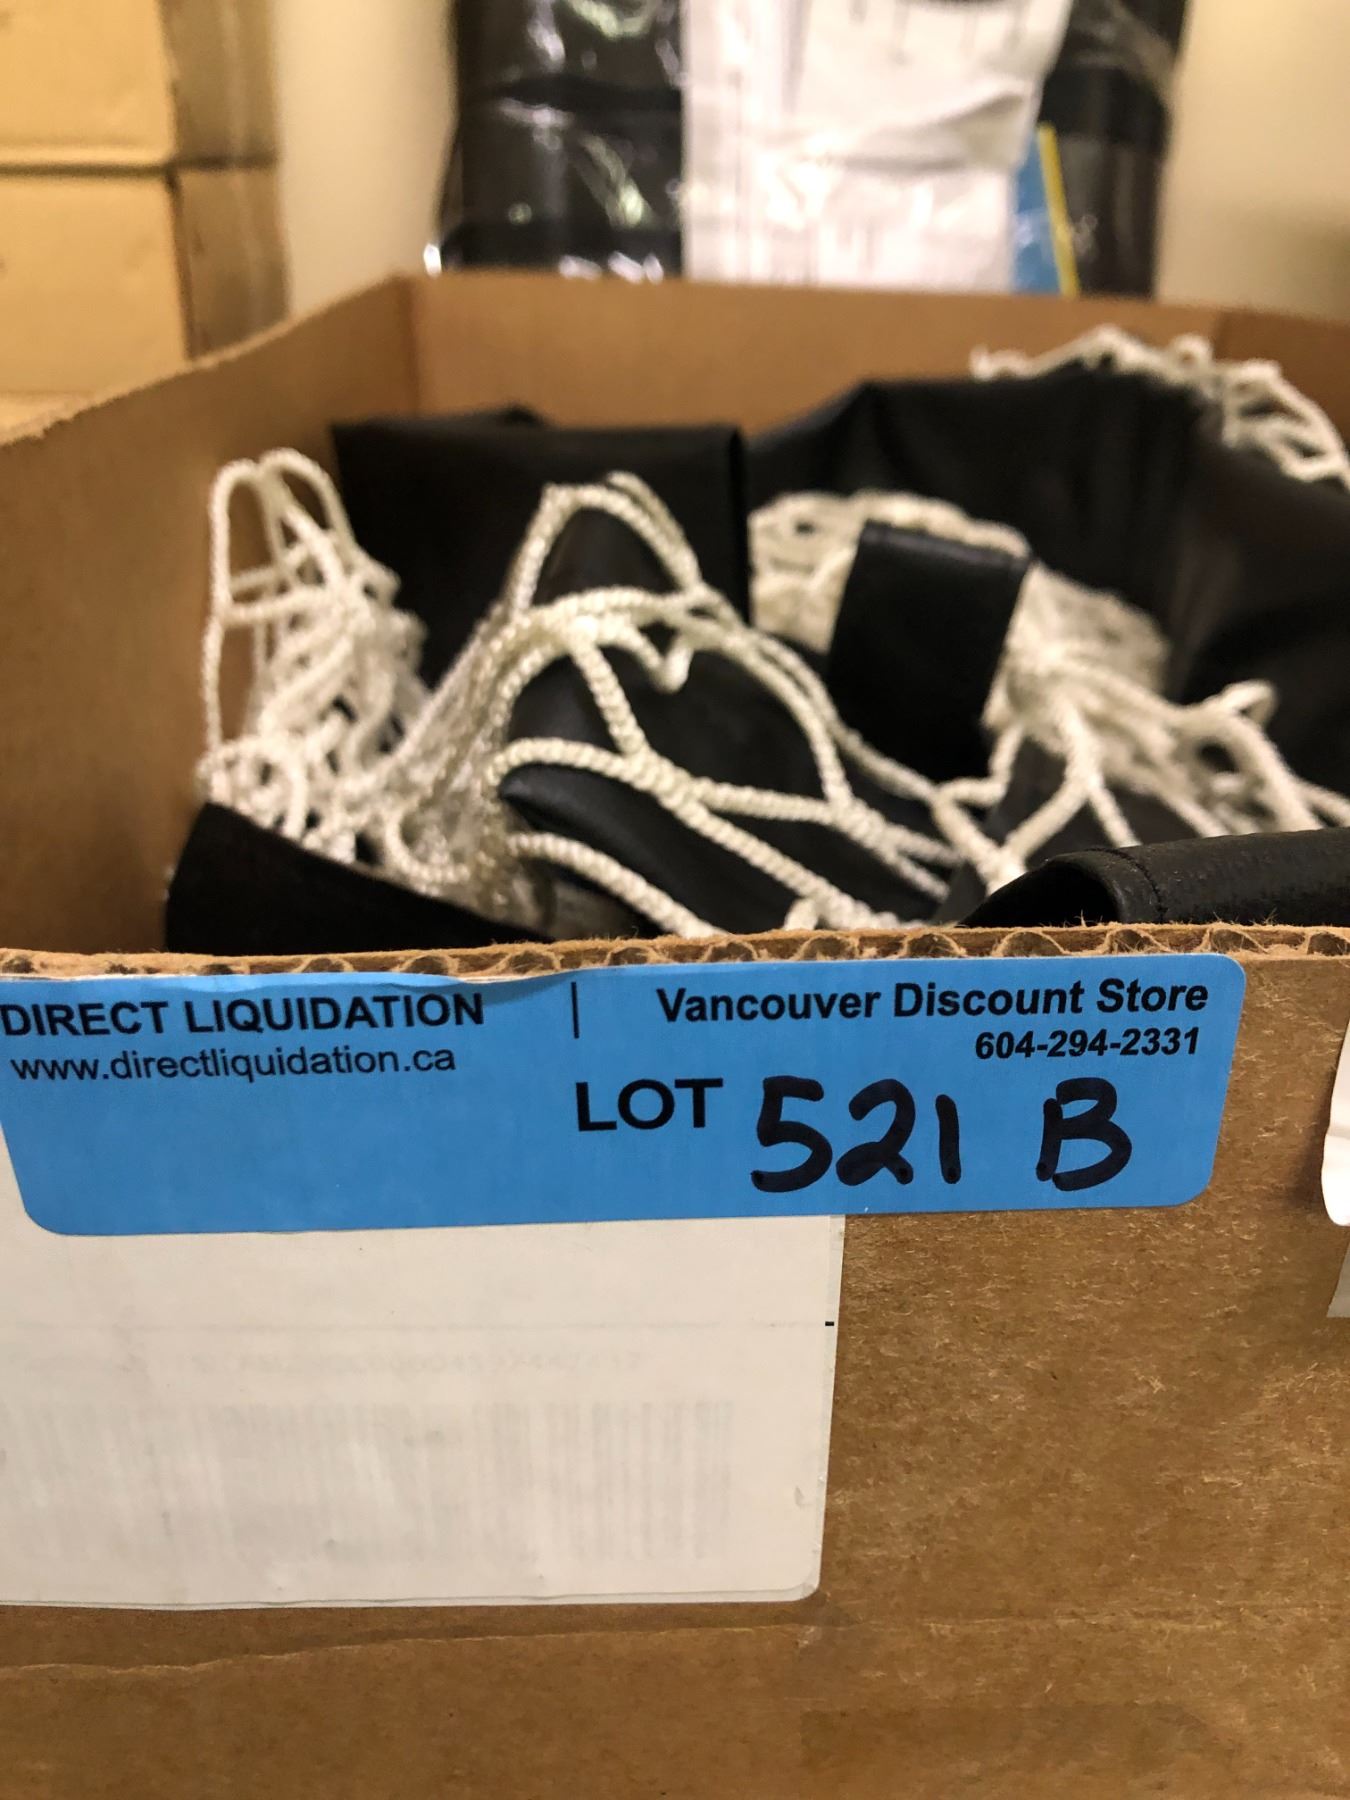 DIRECT LIQUIDATION | Vancouver Discount Store
www.directliquidation.ca 604-294-2331
LOT 521 B